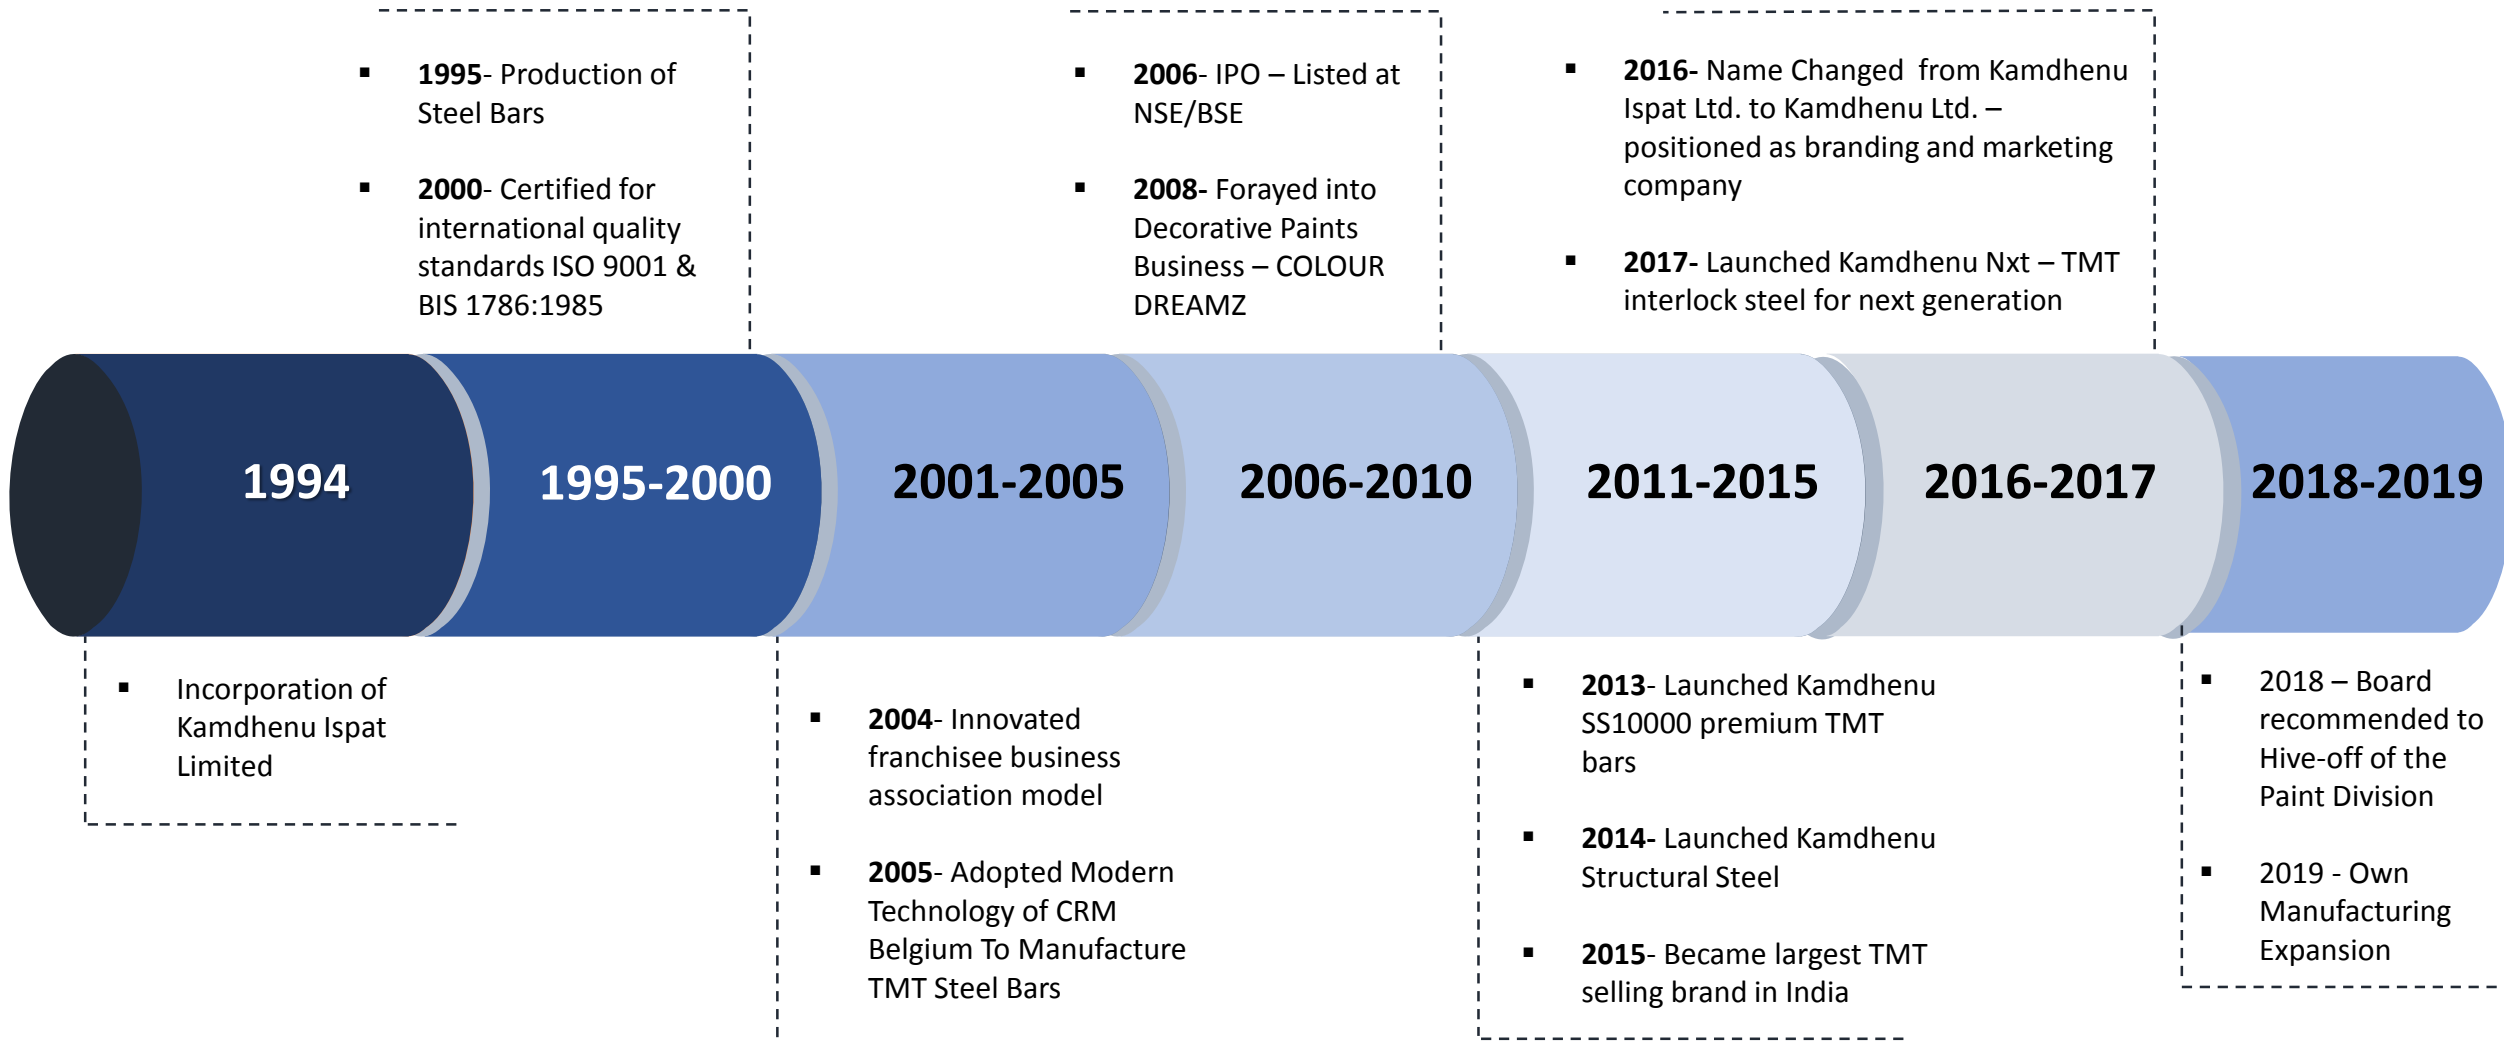 1995- Production of
Steel Bars
2000- Certified for
international quality
standards ISO 9001 &
BIS 1786:1985
2006- IPO – Listed at
NSE/BSE
2008- Forayed into
Decorative Paints
Business – COLOUR
DREAMZ
2016- Name Changed from Kamdhenu
Ispat Ltd. to Kamdhenu Ltd. –
positioned as branding and marketing
company
2017- Launched Kamdhenu Nxt – TMT
interlock steel for next generation
1994
1995-2000
2001-2005
2006-2010
2011-2015
2016-2017
2018-2019
Incorporation of
Kamdhenu Ispat
Limited
2004- Innovated
franchisee business
association model
2005- Adopted Modern
Technology of CRM
Belgium To Manufacture
TMT Steel Bars
2013- Launched Kamdhenu
SS10000 premium TMT
bars
2014- Launched Kamdhenu
Structural Steel
2015- Became largest TMT
selling brand in India
2018 – Board
recommended to
Hive-off of the
Paint Division
2019 - Own
Manufacturing
Expansion